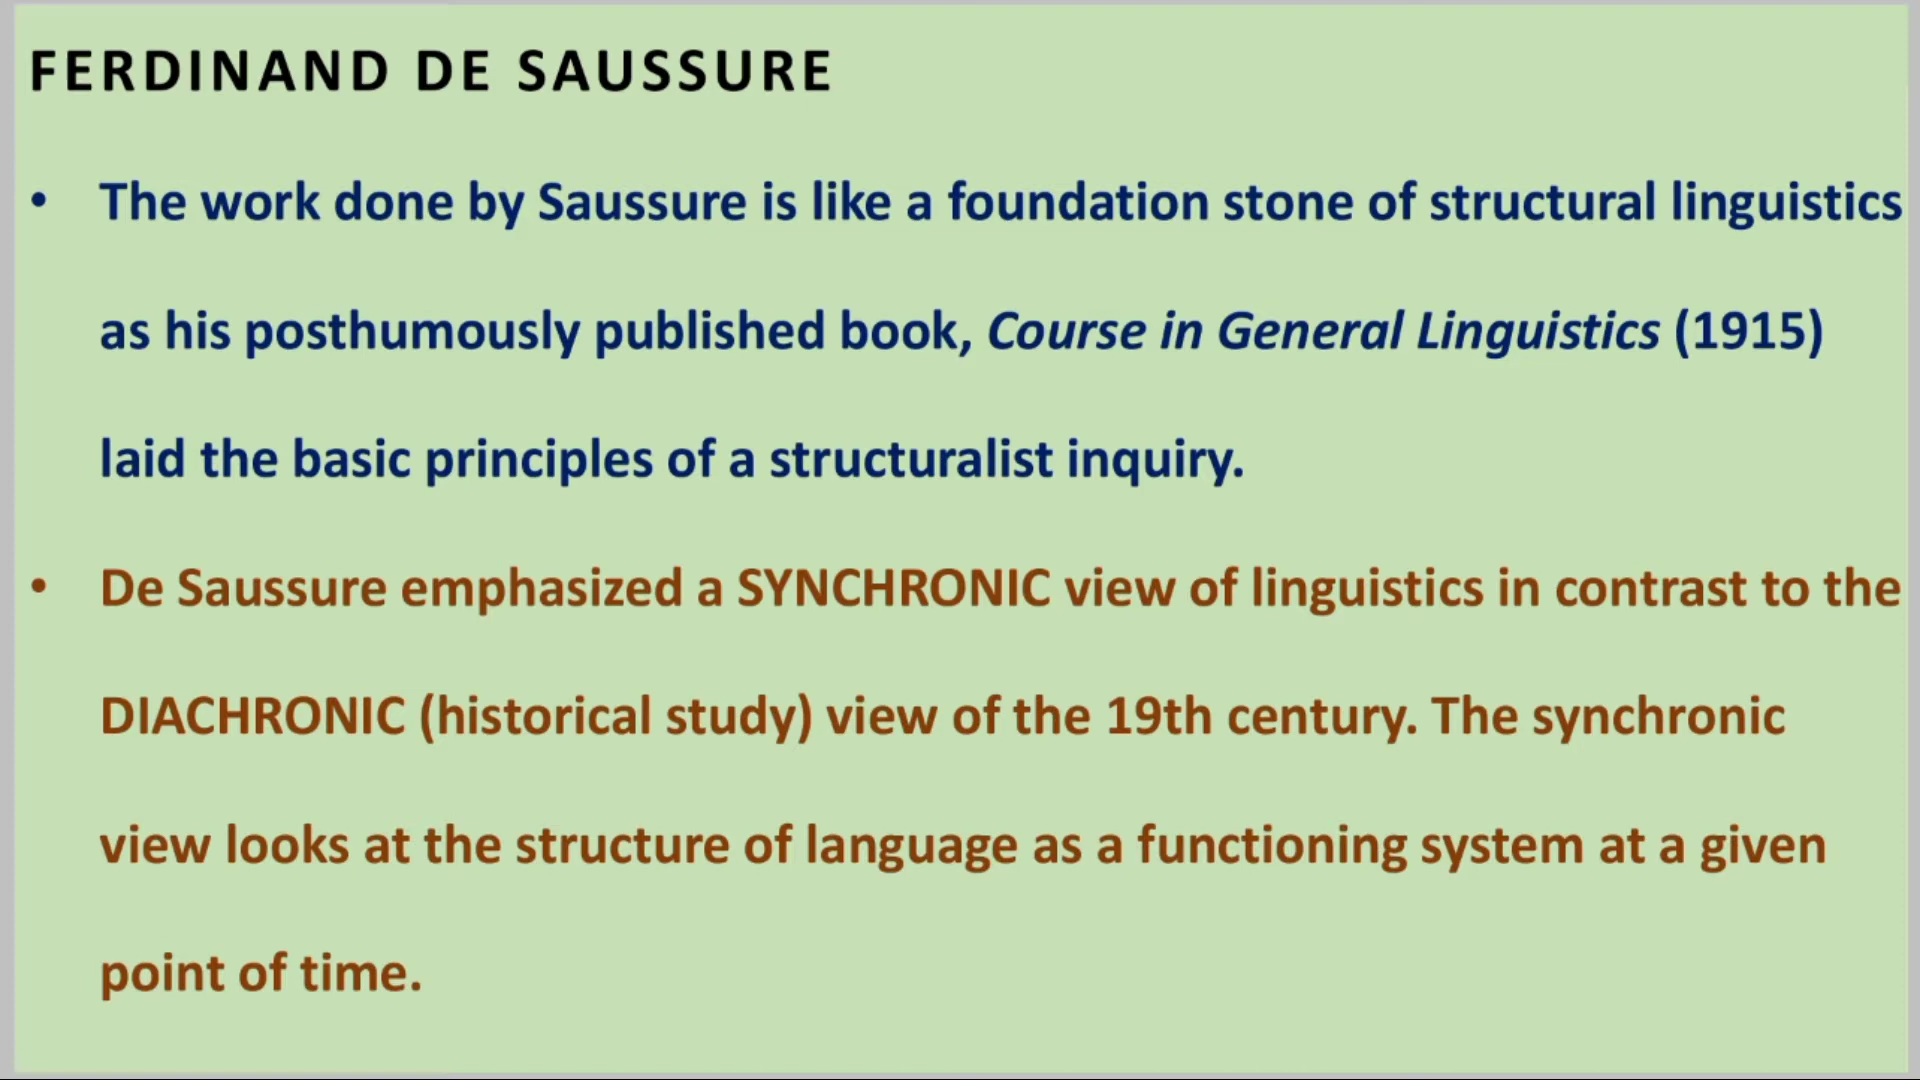 FERDINAND DE SAUSSURE
• The work done by Saussure is like a foundation stone of structural linguistics
as his posthumously published book, Course in General Linguistics (1915)
laid the basic principles of a structuralist inquiry.
• De Saussure emphasized a SYNCHRONIC view of linguistics in contrast to the
DIACHRONIC (historical study) view of the 19th century. The synchronic
view looks at the structure of language as a functioning system at a given
point of time.